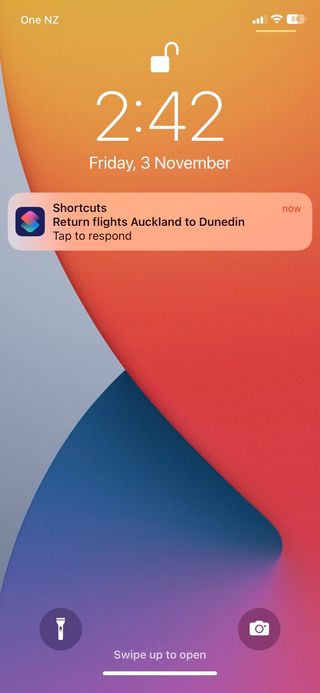 One NZ
2:42
Friday, 3 November
Shortcuts
now
Return flights Auckland to Dunedin
Tap to respond
Swipe up to open